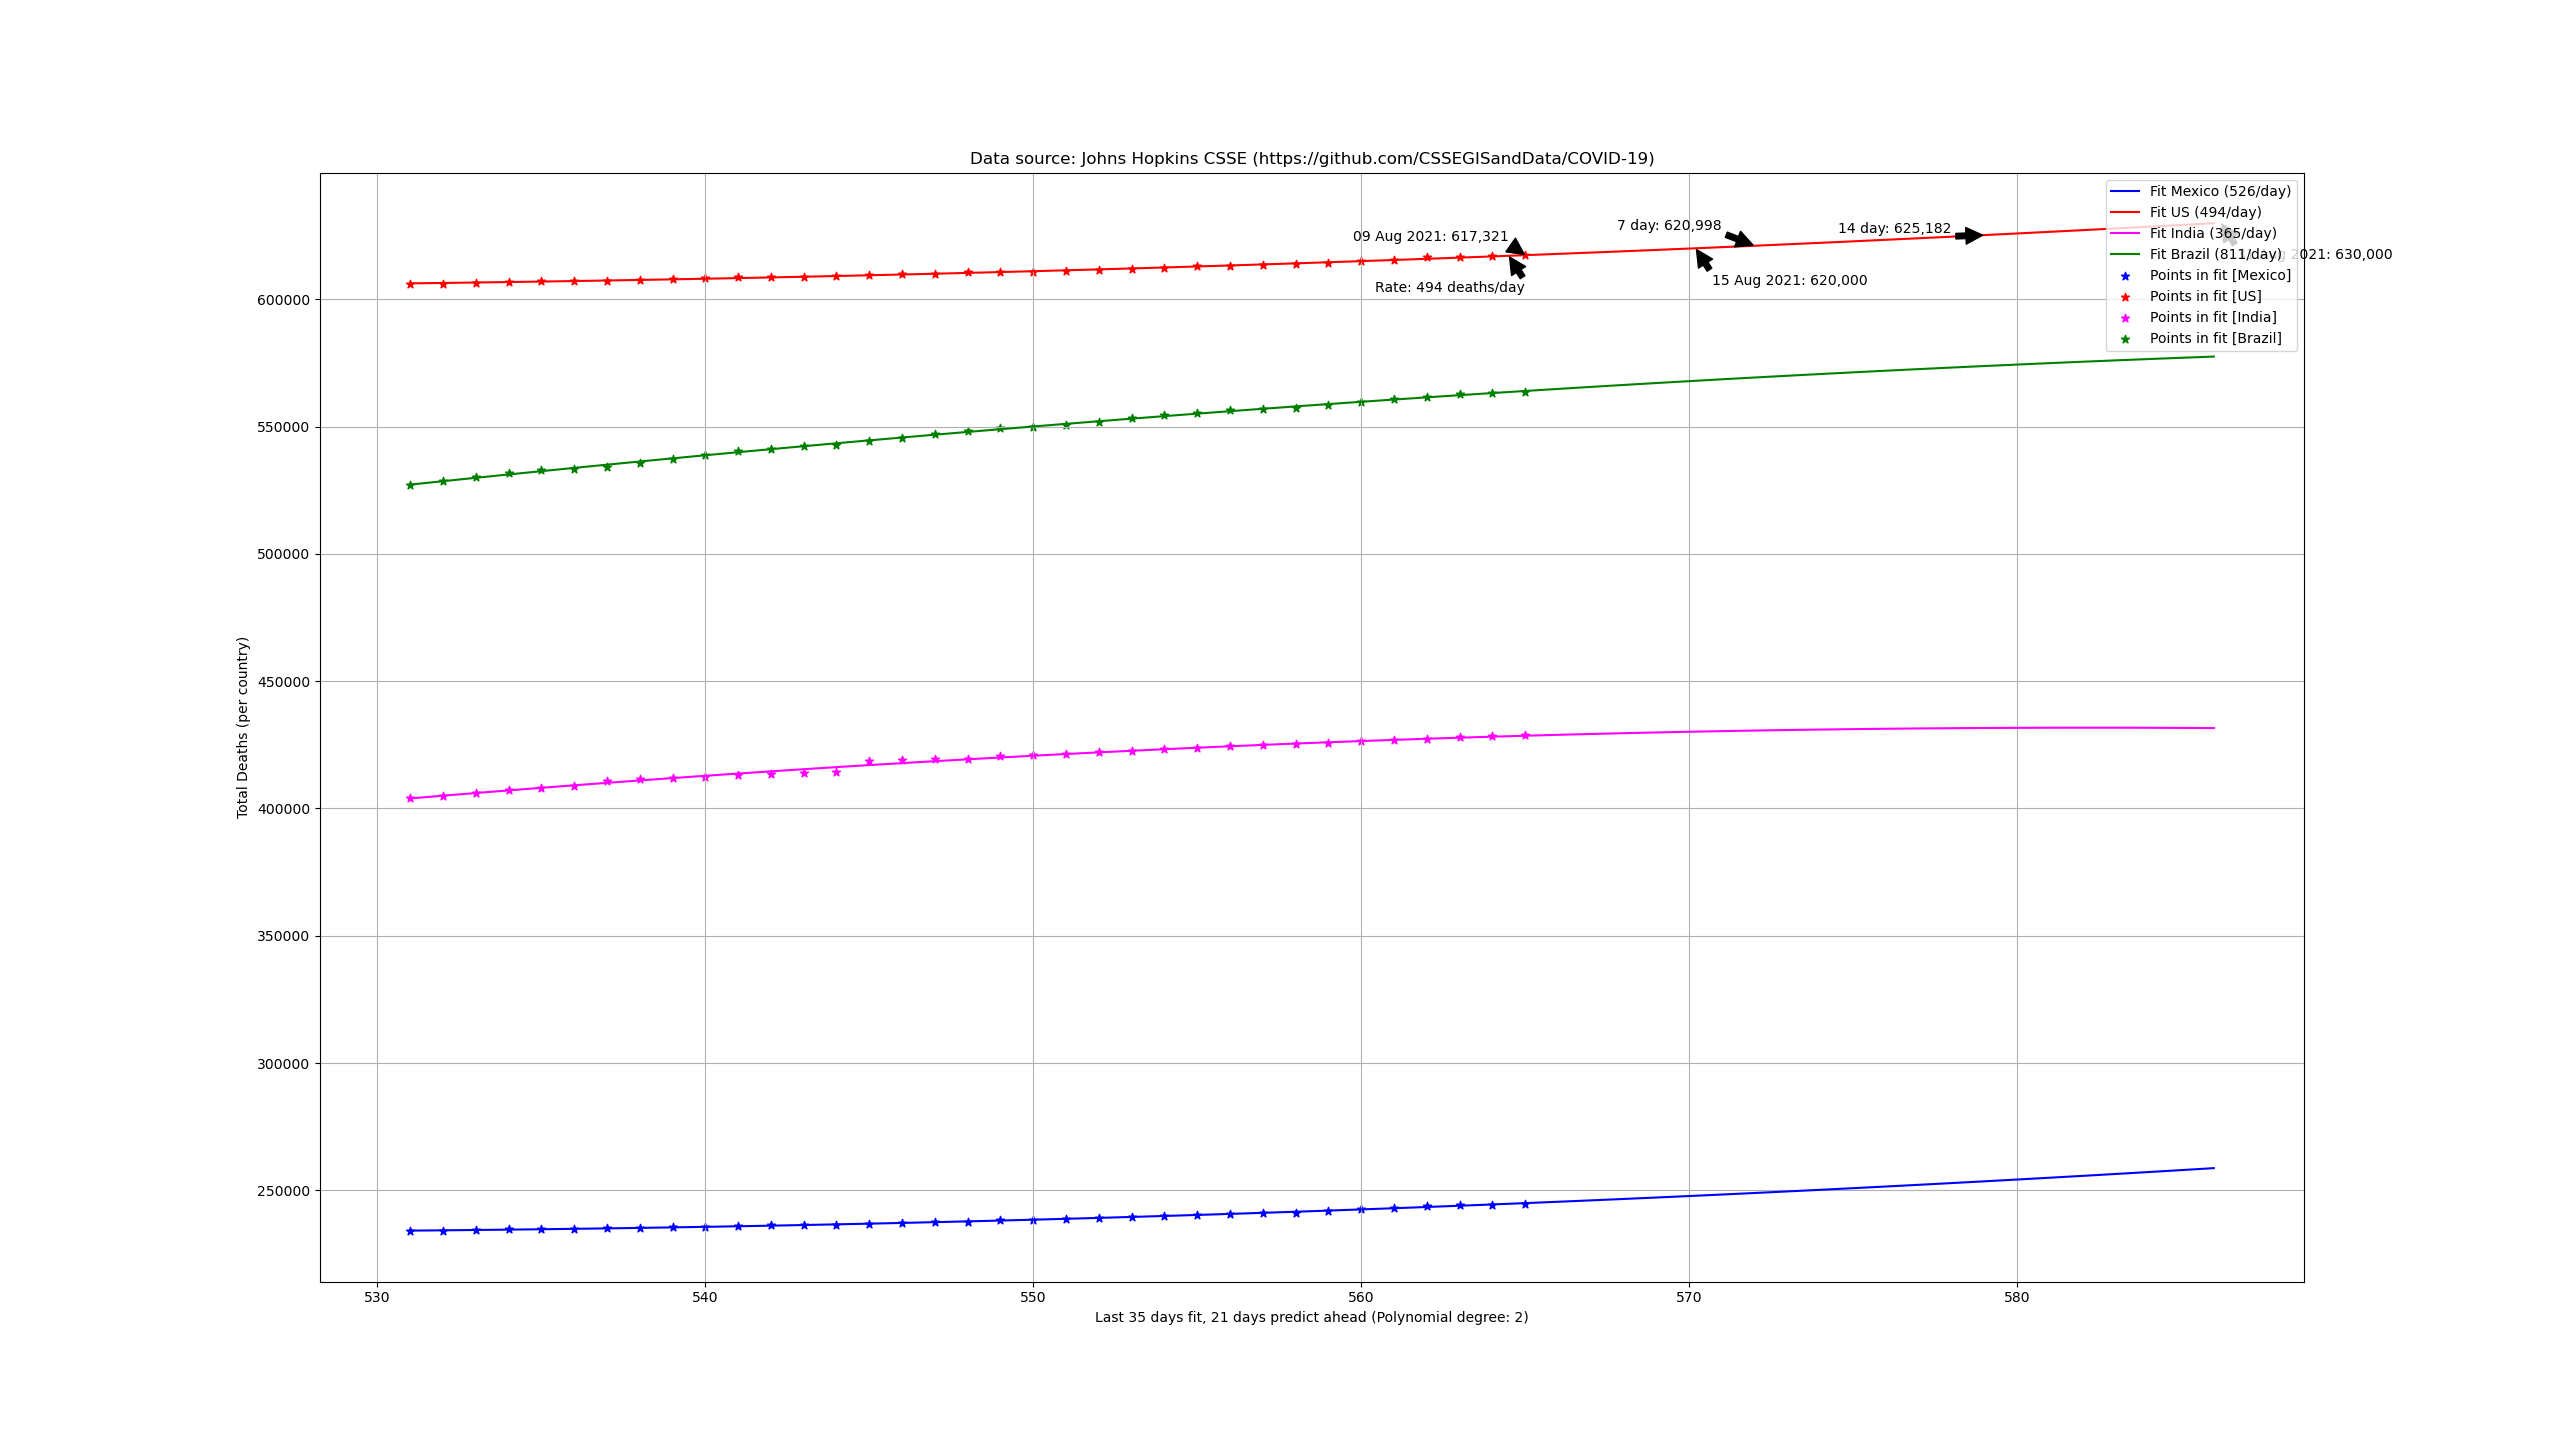 Data source: Johns Hopkins CSSE (https://github.com/CSSEGISandData/COVID-19)
Fit Mexico (526/day)
Fit US (494/day)
Fit India (365/day)
Fit Brazil (811/day)
Points in fit [Mexico]
Points in fit [US]
Points in fit [India]
Points in fit [Brazil]
2021: 630,000
7 day: 620,998
14 day: 625,182
09 Aug 2021: 617,321
15 Aug 2021: 620,000
Rate: 494 deaths/day
Total Deaths (per country)
600000
550000
500000
450000
400000
350000
300000
250000
530
540
550
560
570
580
Last 35 days fit, 21 days predict ahead (Polynomial degree: 2)